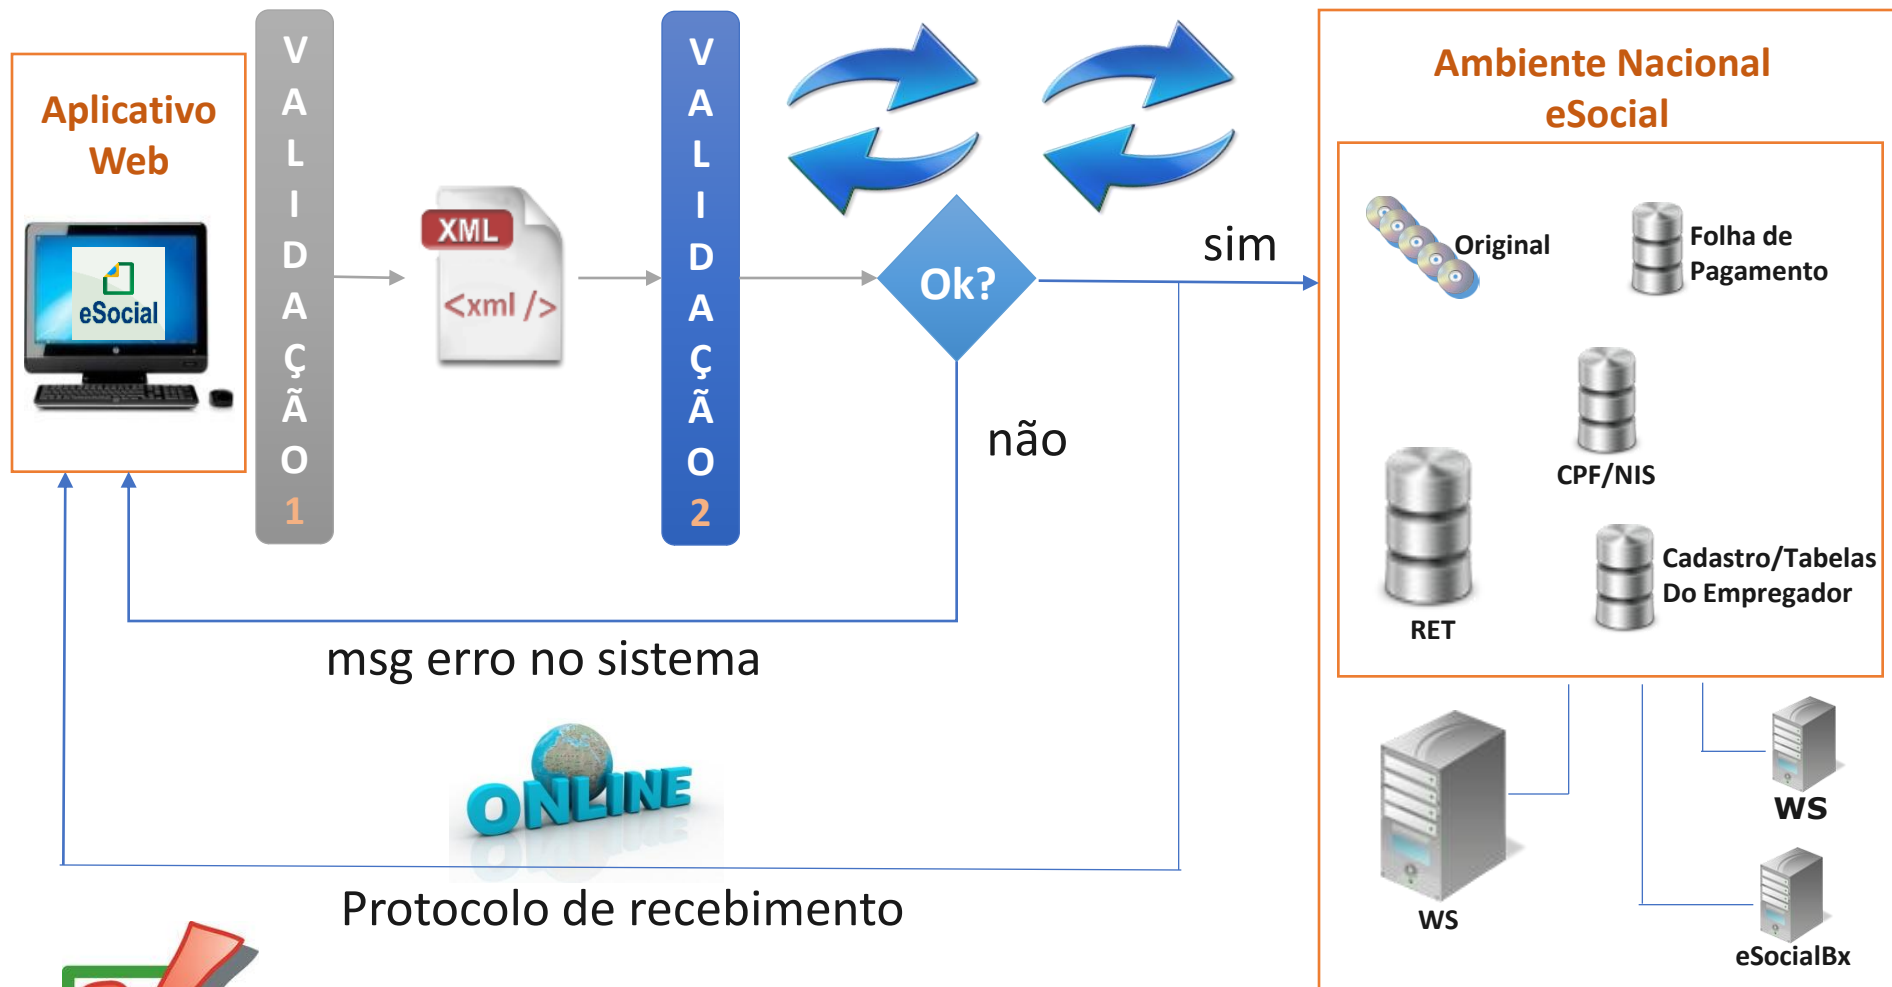 Aplicativo
Web
eSocial
VALIDAÇÃO
1
XML
<xml />
VALIDAÇÃO
2
Ok?
sim
não
msg erro no sistema
ONLINE
Protocolo de recebimento
Ambiente Nacional
eSocial
Original
Folha de
Pagamento
CPF/NIS
RET
Cadastro/Tabelas
Do Empregador
WS
WS
eSocialBx